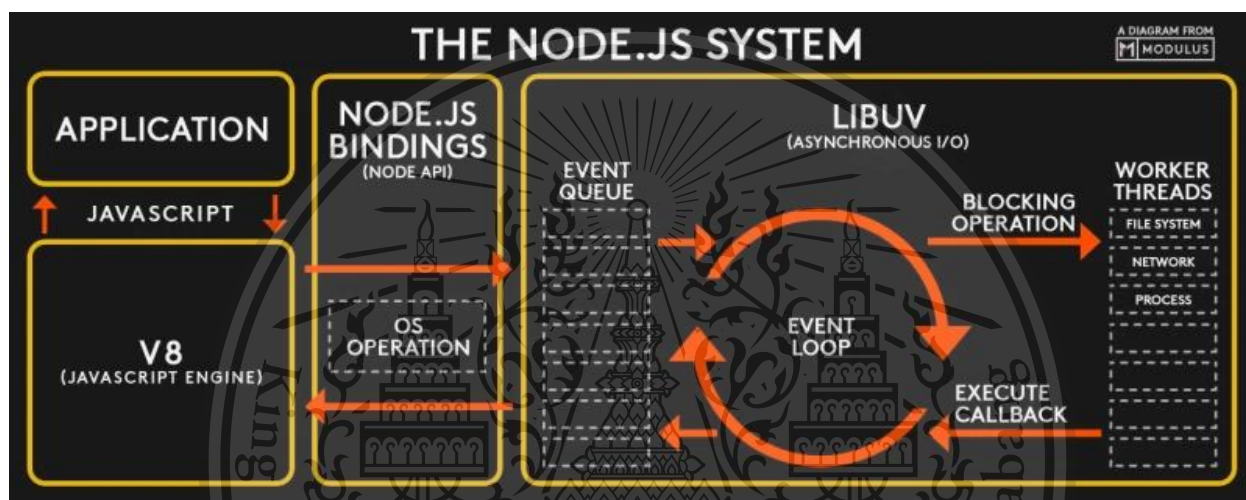 THE NODE.JS SYSTEM
A DIAGRAM FROM
MODULUS
APPLICATION
JAVASCRIPT
V8
(JAVASCRIPT ENGINE)
NODE.JS
BINDINGS
(NODE API)
OS
OPERATION
LIBUV
(ASYNCHRONOUS I/O)
EVENT
QUEUE
EVENT
LOOP
BLOCKING
OPERATION
EXECUTE
CALLBACK
WORKER
THREADS
FILE SYSTEM
NETWORK
PROCESS
King